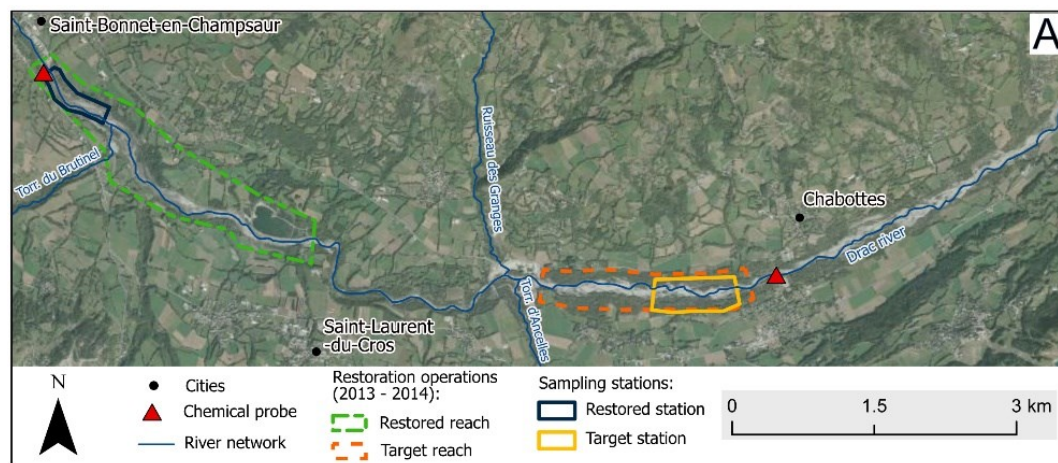 A
Saint-Bonnet-en-Champsaur
Torr. du Brutinel
Ruisseau des Granges
Chabottes
Drac river
Torr. d'Ancelles
Saint-Laurent
-du-Cros
N
Cities
Chemical probe
River network
Restoration operations
(2013 - 2014):
Restored reach
Target reach
Sampling stations:
Restored station
Target station
0 1.5 3 km